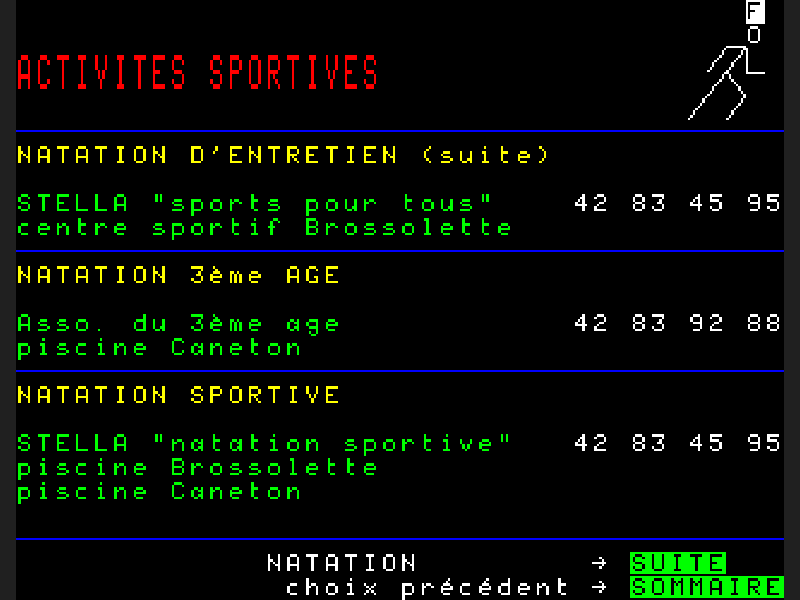 F
ACTIVITES SPORTIVES
NATATION D'ENTRETIEN (suite)
STELLA "sports pour tous" 42 83 45 95
centre sportif Brossolette
NATATION 3ème AGE
Asso. du 3ème age 42 83 92 88
piscine Caneton
NATATION SPORTIVE
STELLA "natation sportive" 42 83 45 95
piscine Brossolette
piscine Caneton
NATATION → SUITE
choix précédent → SOMMAIRE